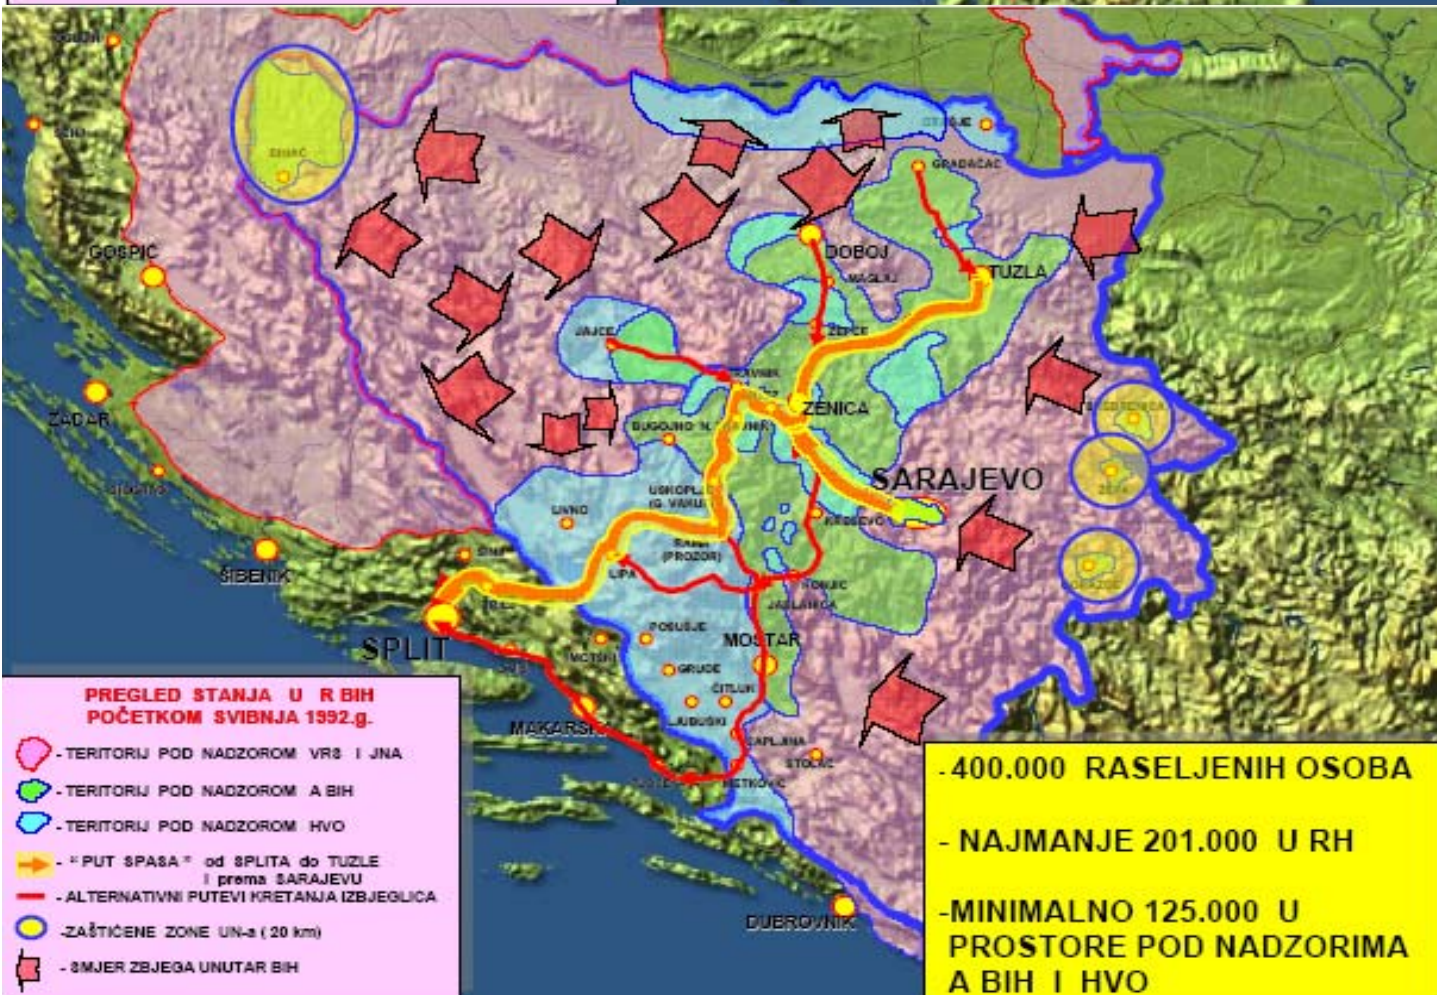 GOSPIĆ
ZADAR
ŠIBENIK
SPLIT
MAKARSKA
DUBROVNIK
BIHAĆ
GRADAČAC
DOBOJ
MAGLAJ
TUZLA
ŽEPČE
JAJCE
ZENICA
SARAJEVO
KREŠEVO
LIVNO
LIPA
(PROZOR)
KONJIC
JABLANICA
MOSTAR
POSUŠJE
GRUDE
ČITLUK
LJUBUŠKI
STOLAC
METKOVIĆ
PREGLED STANJA U R BIH
POČETKOM SVIBNJA 1992.g.
- TERITORIJ POD NADZOROM VRS I JNA
- TERITORIJ POD NADZOROM A BIH
- TERITORIJ POD NADZOROM HVO
- "PUT SPASA" od SPLITA do TUZLE
I prema SARAJEVU
- ALTERNATIVNI PUTEVI KRETANJA IZBJEGLICA
-ZAŠTIĆENE ZONE UN-a ( 20 km)
- SMJER ZBJEGA UNUTAR BIH
- 400.000 RASELJENIH OSOBA
- NAJMANJE 201.000 U RH
-MINIMALNO 125.000 U
PROSTORE POD NADZORIMA
A BIH I HVO